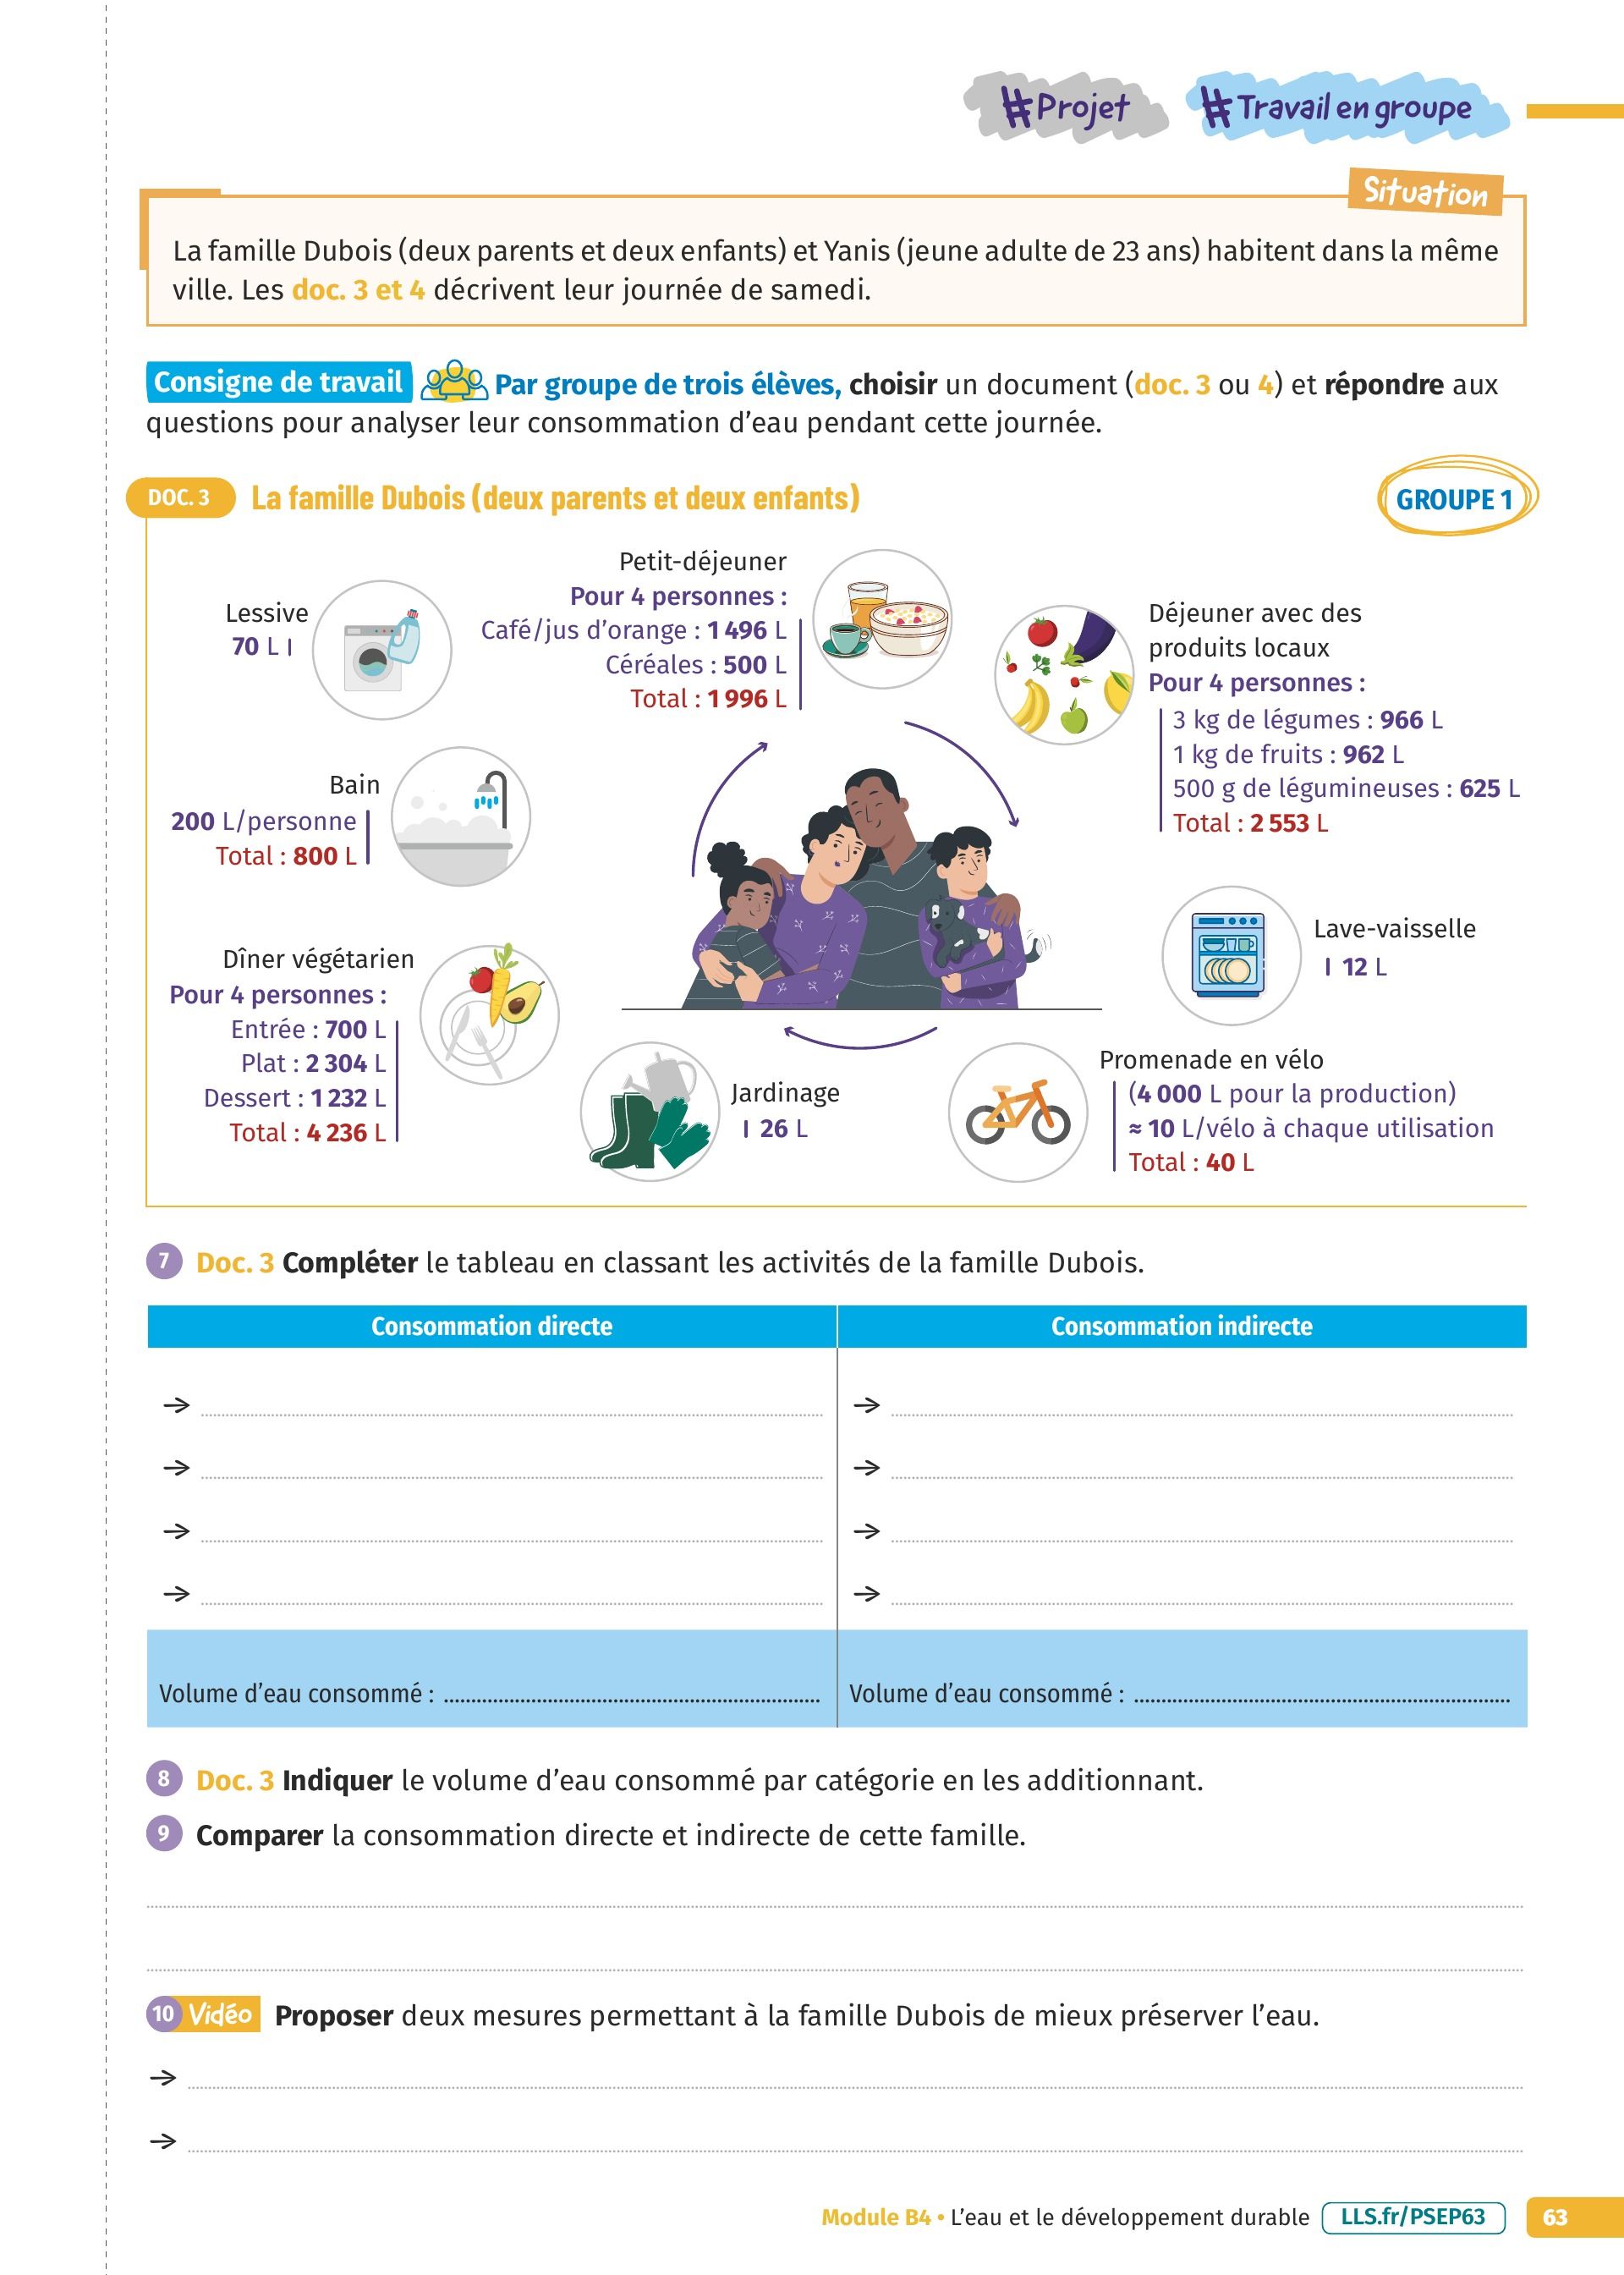 #Projet
#Travail en groupe
Situation
La famille Dubois (deux parents et deux enfants) et Yanis (jeune adulte de 23 ans) habitent dans la même
ville. Les doc. 3 et 4 décrivent leur journée de samedi.
Consigne de travail Par groupe de trois élèves, choisir un document (doc. 3 ou 4) et répondre aux
questions pour analyser leur consommation d'eau pendant cette journée.
DOC. 3 La famille Dubois (deux parents et deux enfants)
GROUPE 1
Petit-déjeuner
Pour 4 personnes :
Café/jus d'orange : 1 496 L
Céréales : 500 L
Total : 1 996 L
Déjeuner avec des
produits locaux
Pour 4 personnes :
3 kg de légumes : 966 L
1 kg de fruits : 962 L
500 g de légumineuses : 625 L
Total : 2 553 L
Lave-vaisselle
12 L
Promenade en vélo
(4 000 L pour la production)
≈ 10 L/vélo à chaque utilisation
Total : 40 L
Jardinage
26 L
Dîner végétarien
Pour 4 personnes :
Entrée : 700 L
Plat : 2 304 L
Dessert : 1 232 L
Total : 4 236 L
Bain
200 L/personne
Total : 800 L
Lessive
70 L
7 Doc. 3 Compléter le tableau en classant les activités de la famille Dubois.
Consommation directe
Consommation indirecte
Volume d'eau consommé :
Volume d'eau consommé :
8 Doc. 3 Indiquer le volume d'eau consommé par catégorie en les additionnant.
9 Comparer la consommation directe et indirecte de cette famille.
10 Vidéo Proposer deux mesures permettant à la famille Dubois de mieux préserver l'eau.
Module B4 • L'eau et le développement durable LLS.fr/PSEP63 63